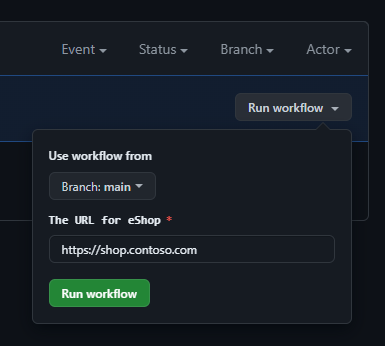 Event Status Branch Actor
Run workflow
Use workflow from
Branch: main
The URL for eShop *
https://shop.contoso.com
Run workflow